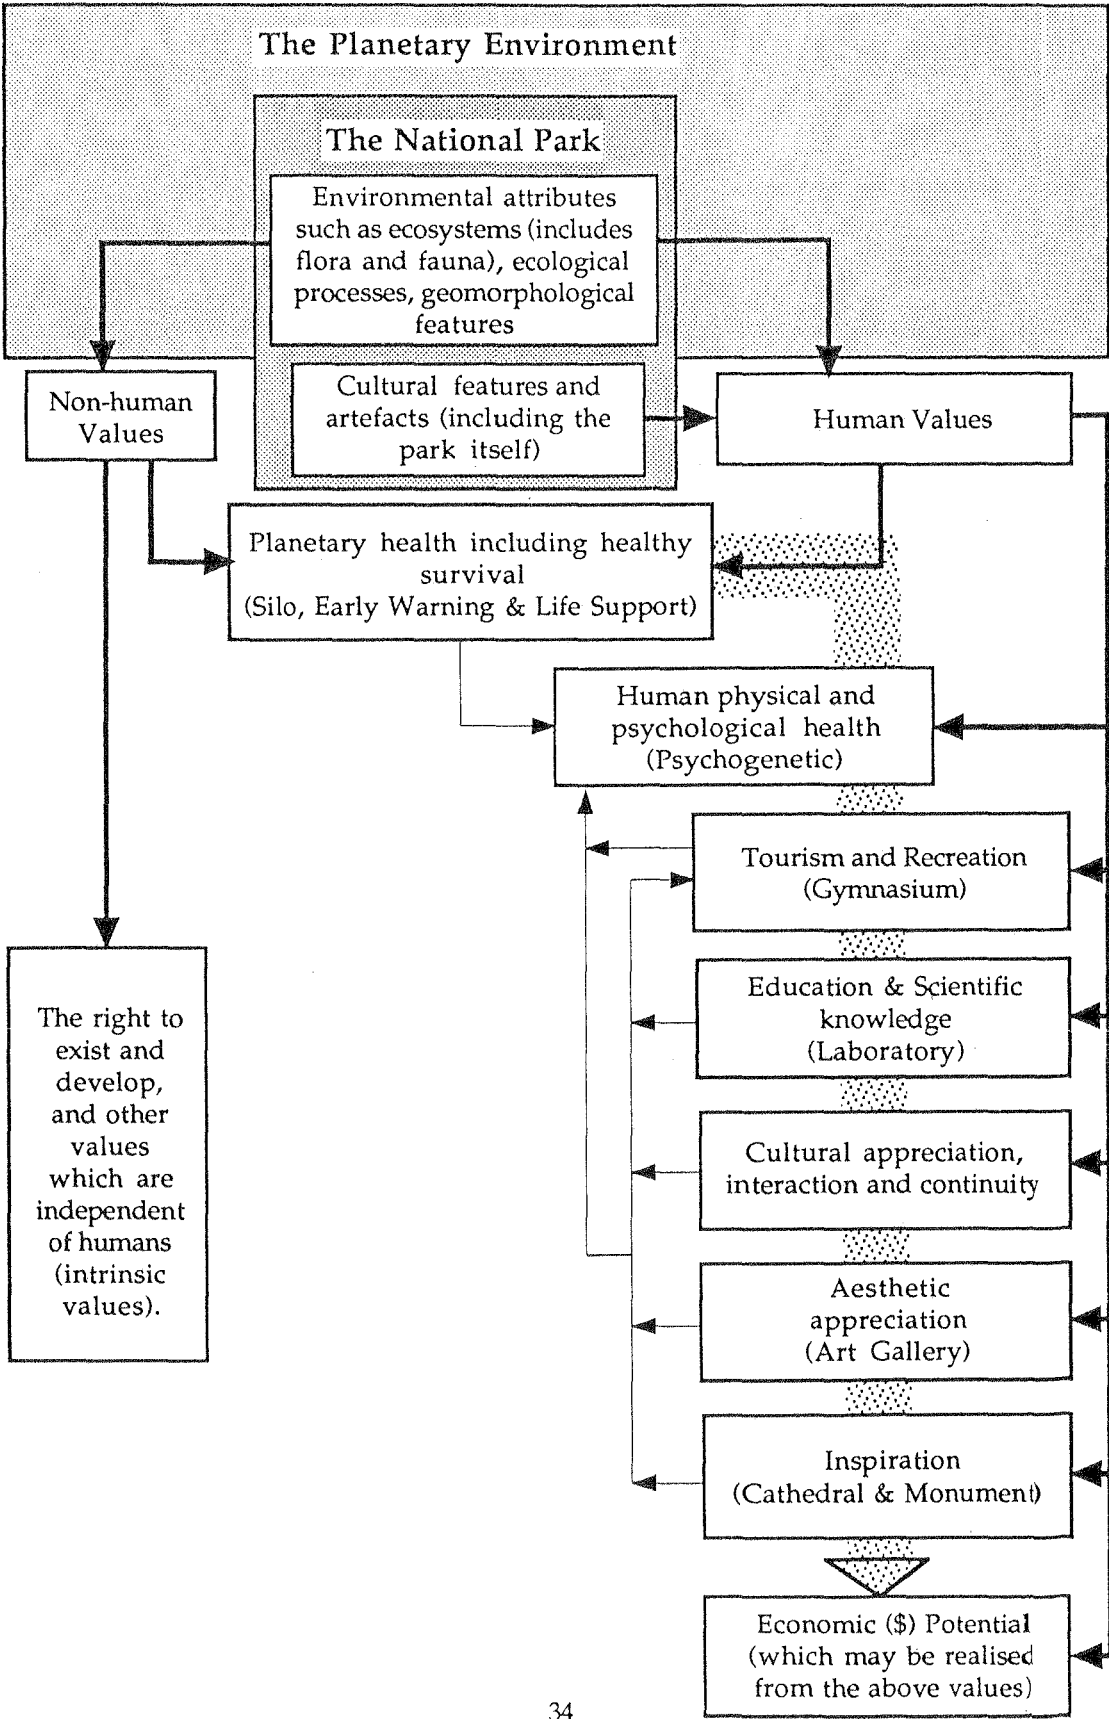 The Planetary Environment
The National Park
Environmental attributes
such as ecosystems (includes
flora and fauna), ecological
processes, geomorphological
features
Cultural features and
artefacts (including the
park itself)
Non-human
Values
Human Values
Planetary health including healthy
survival
(Silo, Early Warning & Life Support)
Human physical and
psychological health
(Psychogenetic)
Tourism and Recreation
(Gymnasium)
Education & Scientific
knowledge
(Laboratory)
Cultural appreciation,
interaction and continuity
Aesthetic
appreciation
(Art Gallery)
Inspiration
(Cathedral & Monument)
Economic ($) Potential
(which may be realised
from the above values)
The right to
exist and
develop,
and other
values
which are
independent
of humans
(intrinsic
values).
34